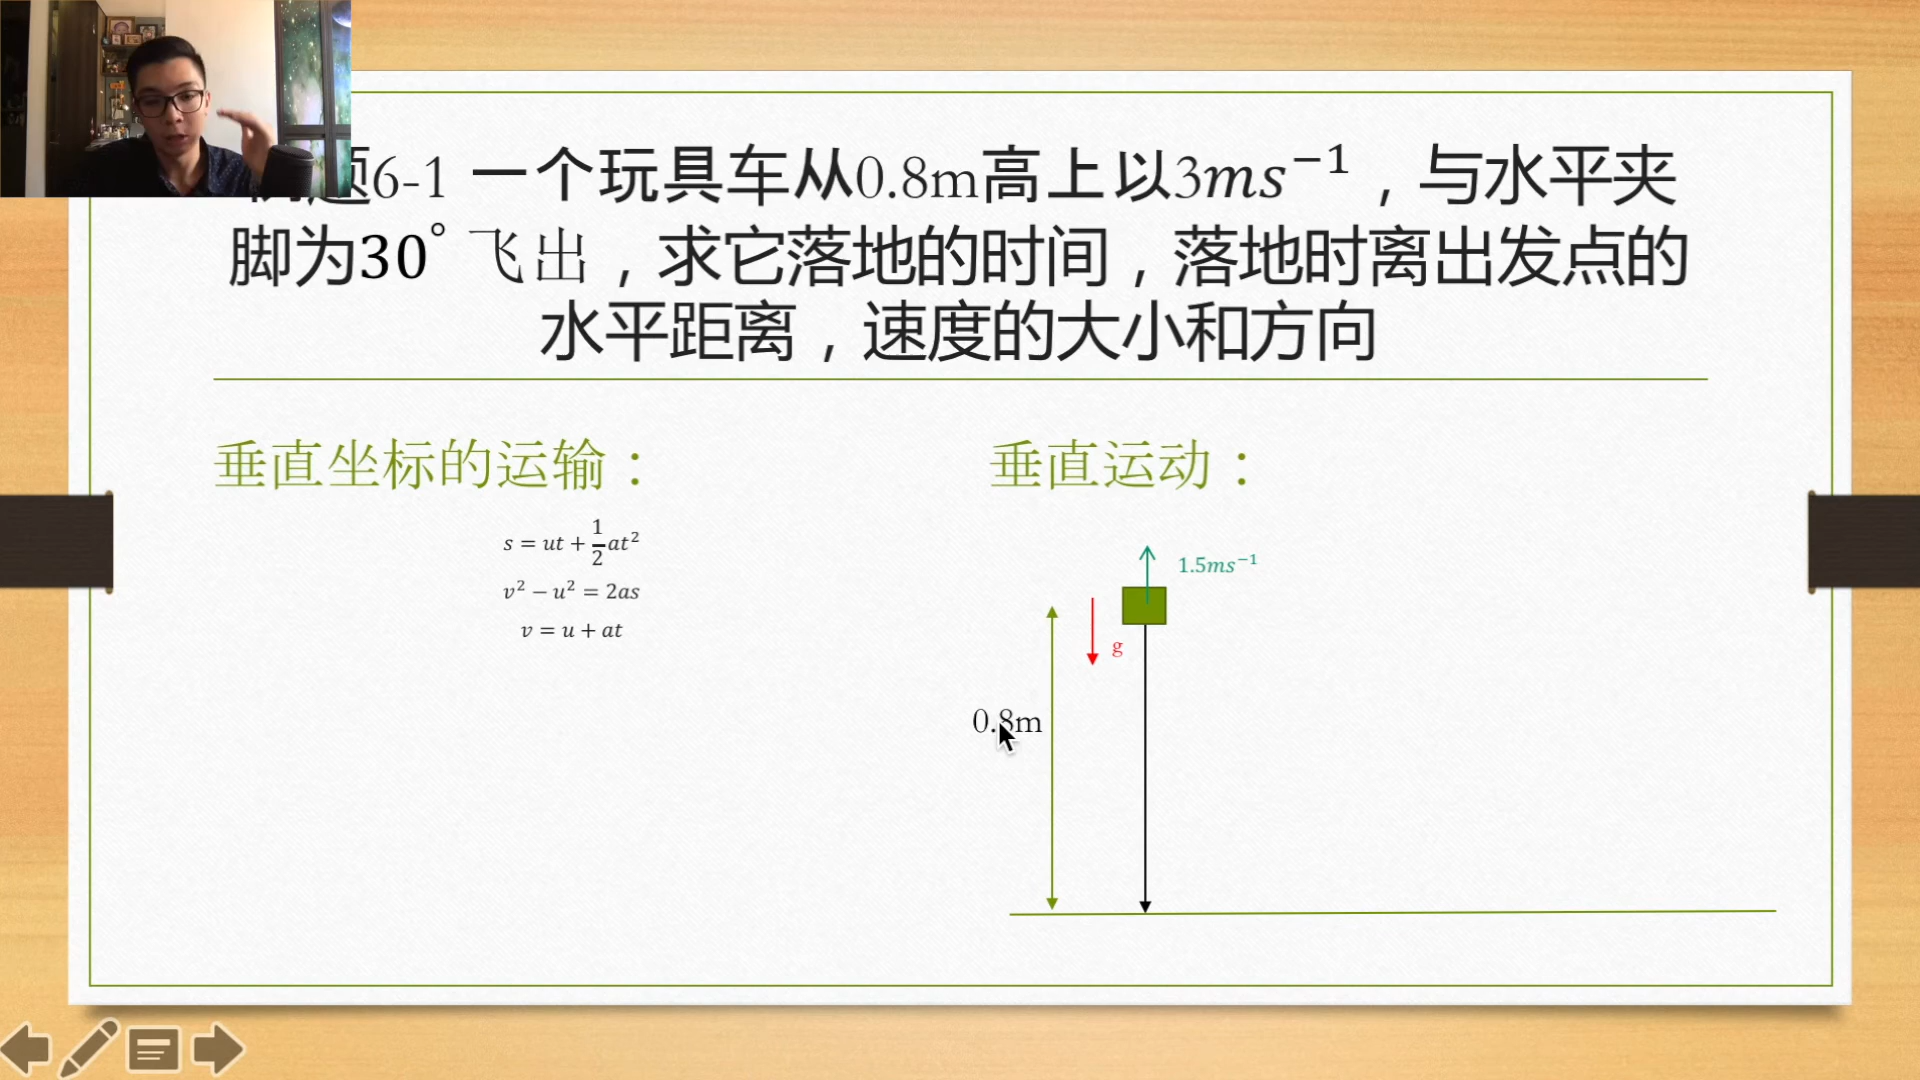 题6-1 一个玩具车从0.8m高上以3ms⁻¹，与水平夹
脚为30°飞出，求它落地的时间，落地时离出发点的
水平距离，速度的大小和方向
垂直坐标的运输：
s = ut + 1/2 at²
v² − u² = 2as
v = u + at
垂直运动：
1.5ms⁻¹
g
0.8m